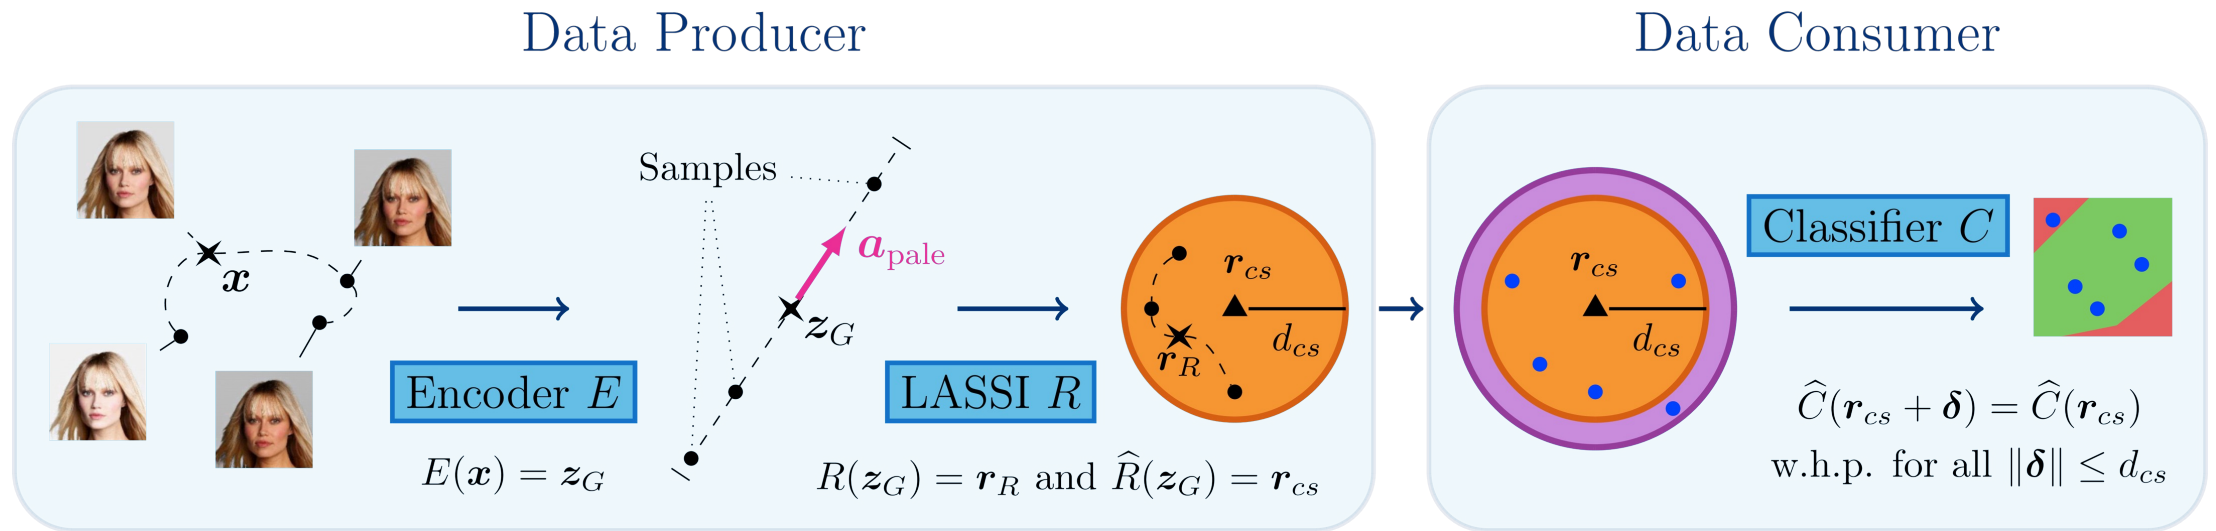 Data Producer
Data Consumer
x
Encoder E
E(x) = z_G
Samples
a_pale
z_G
LASSI R
R(z_G) = r_R and R̂(z_G) = r_cs
r_cs
d_cs
r_R
r_cs
d_cs
Classifier C
Ĉ(r_cs + δ) = Ĉ(r_cs)
w.h.p. for all ‖δ‖ ≤ d_cs